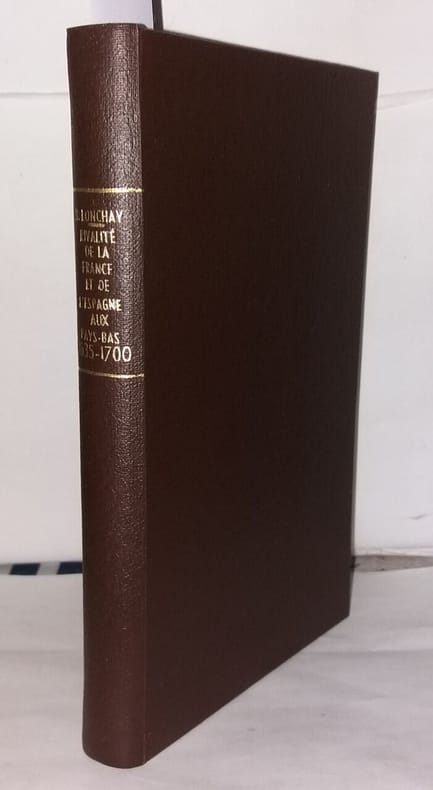 LONCHAY
RIVALITÉ
DE LA
FRANCE
ET DE
L'ESPAGNE
AUX
PAYS-BAS
1635-1700